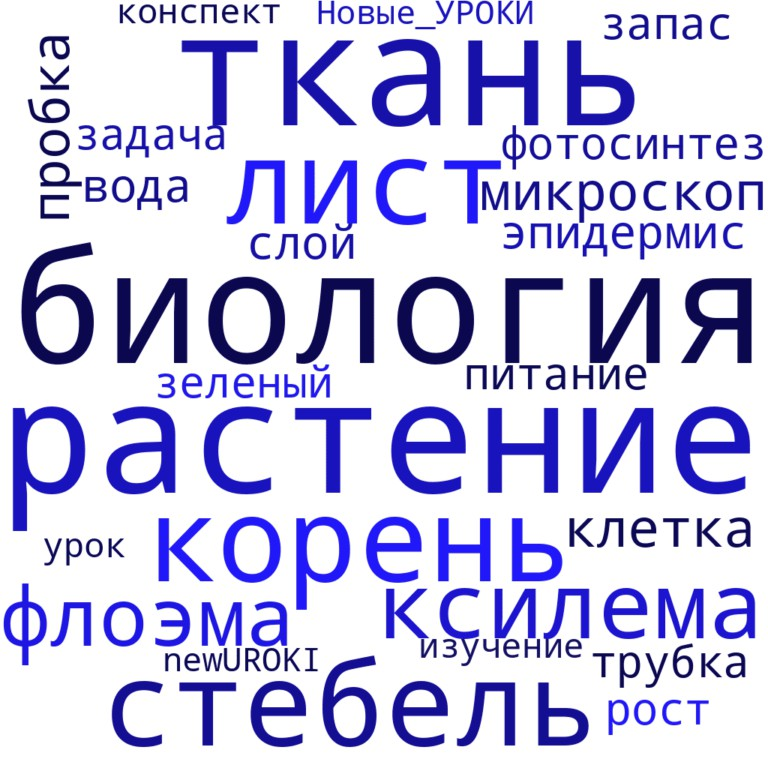 конспект
Новые_УРОКИ
запас
ткань
пробка
задача
фотосинтез
лист
вода
микроскоп
слой
эпидермис
биология
питание
зеленый
растение
корень
клетка
урок
флоэма
ксилема
изучение
newUROKI
трубка
стебель
рост